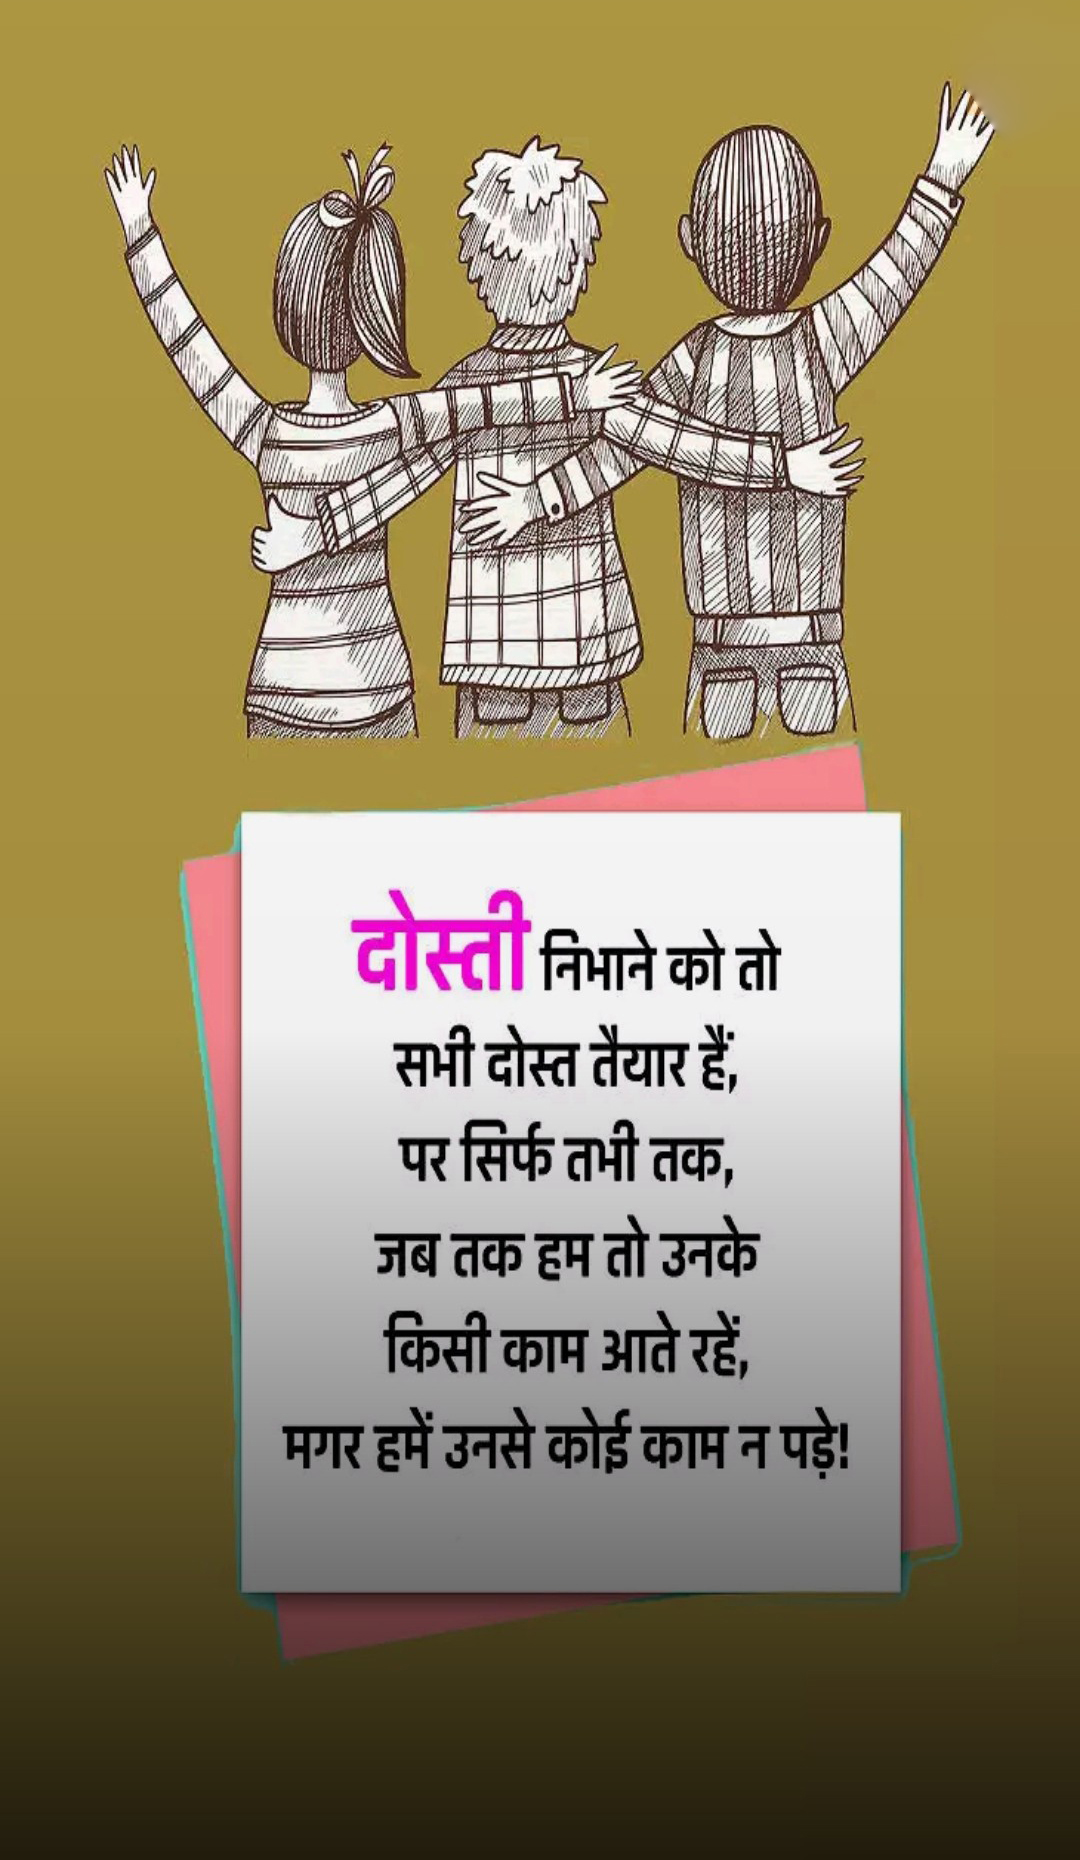 दोस्ती निभाने को तो
सभी दोस्त तैयार हैं,
पर सिर्फ तभी तक,
जब तक हम तो उनके
किसी काम आते रहें,
मगर हमें उनसे कोई काम न पड़े!